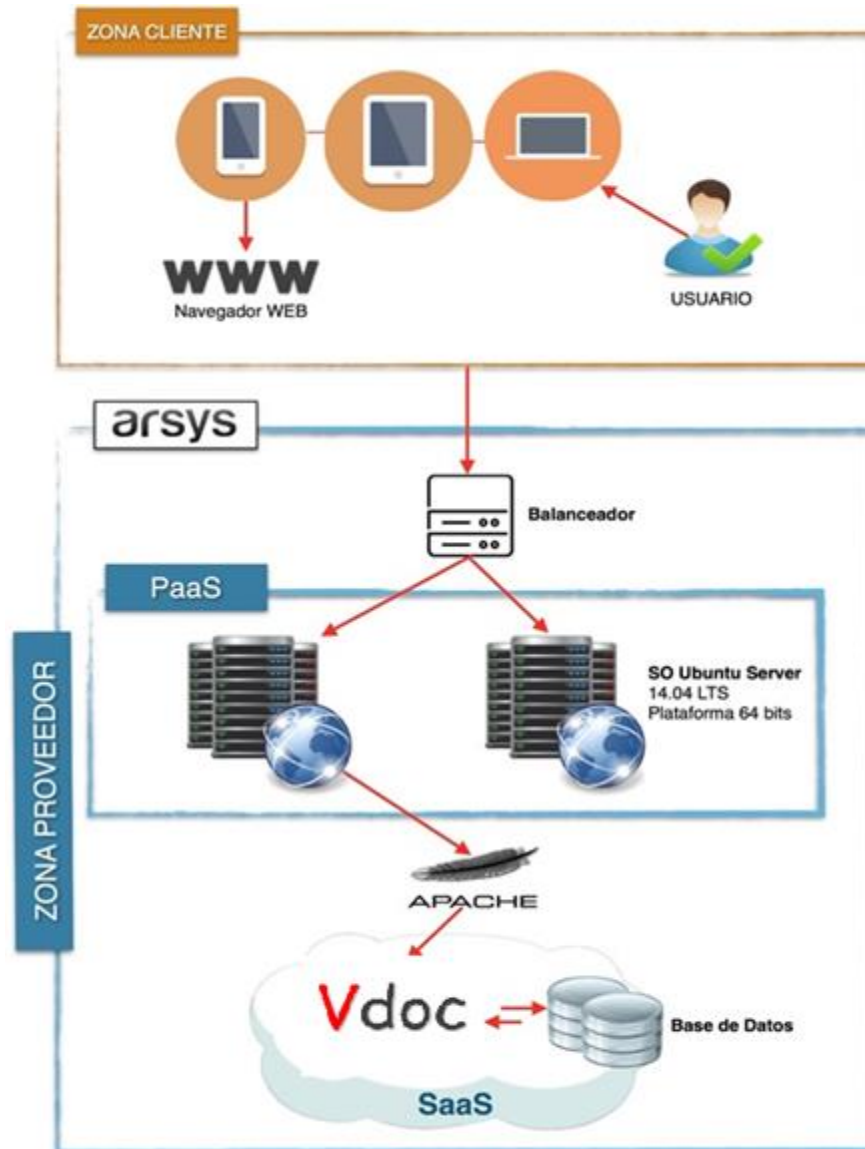 ZONA CLIENTE
WWW
Navegador WEB
USUARIO
arsys
Balanceador
PaaS
SO Ubuntu Server
14.04 LTS
Plataforma 64 bits
ZONA PROVEEDOR
APACHE
Vdoc
Base de Datos
SaaS